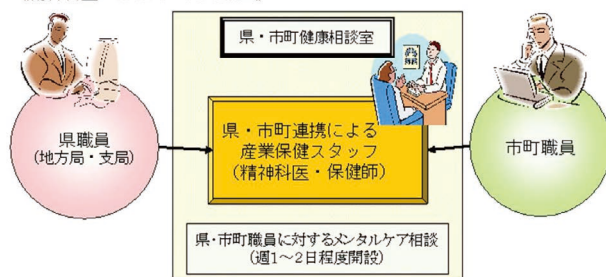 県・市町健康相談室
県職員
(地方局・支局)
県・市町連携による
産業保健スタッフ
(精神科医・保健師)
市町職員
県・市町職員に対するメンタルケア相談
(週1～2日程度開設)